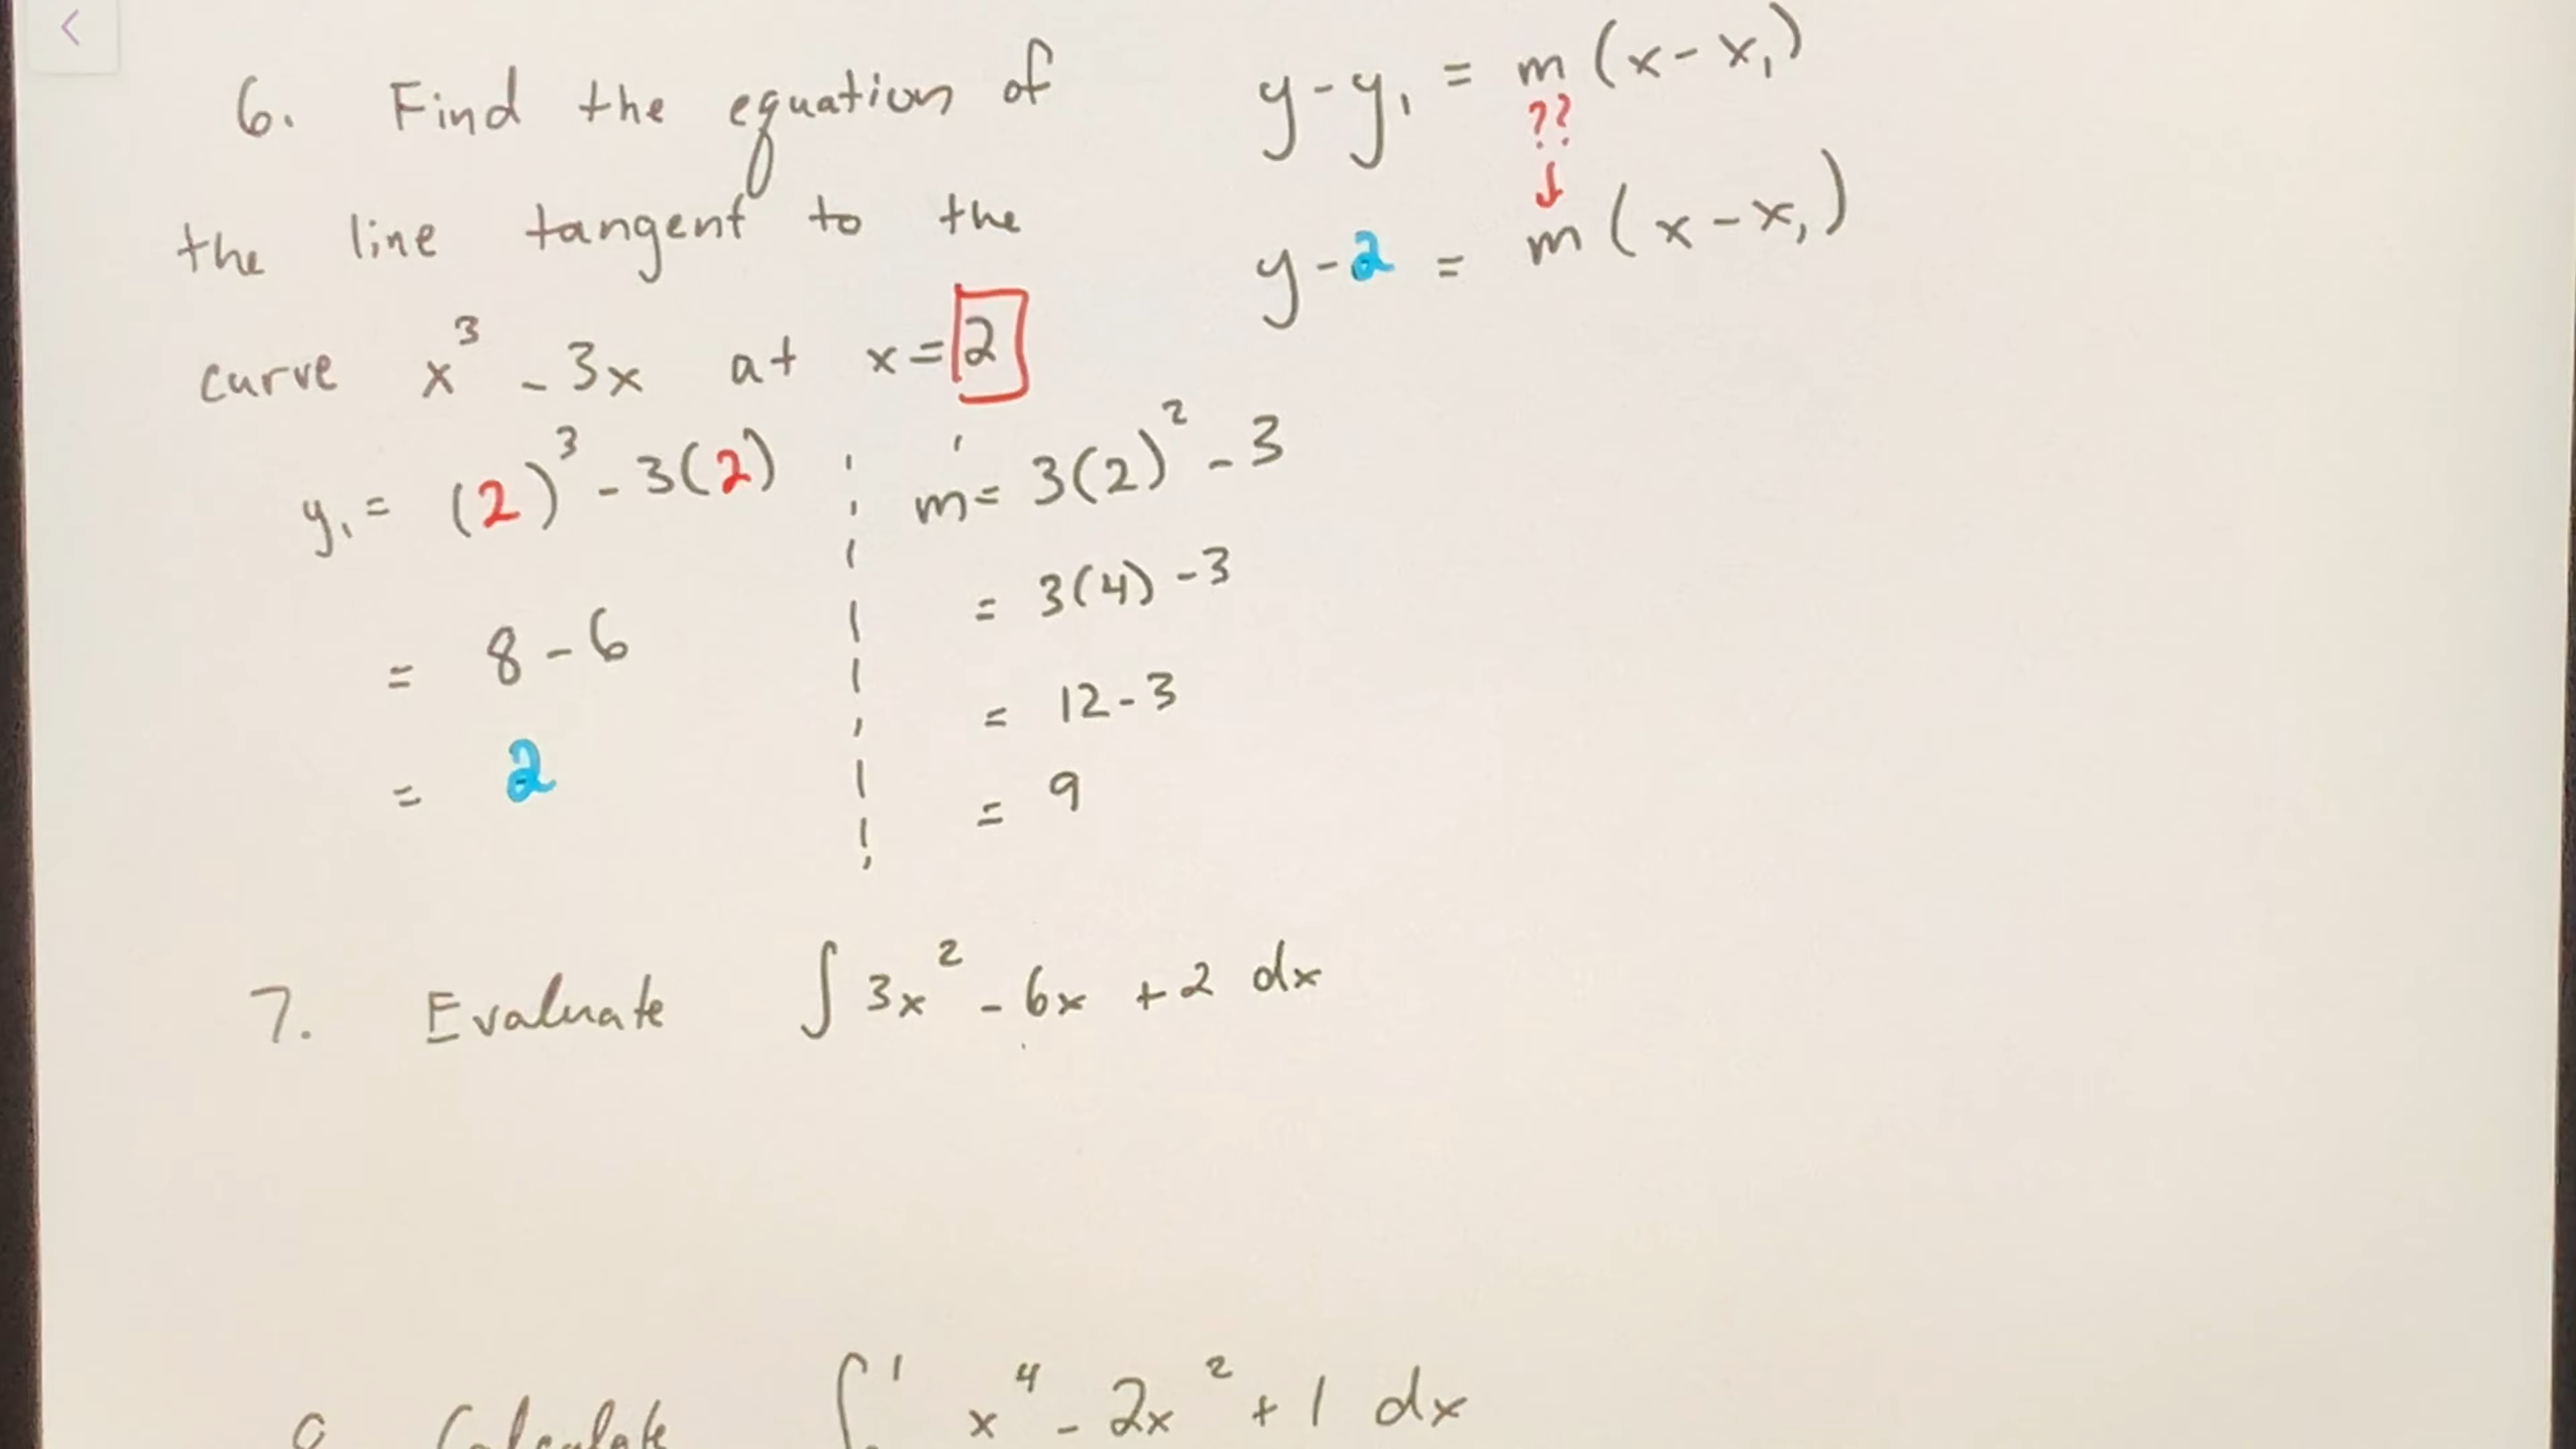 6. Find the equation of
the line tangent to the
curve x³ - 3x at x = 2
y - y₁ = m (x - x₁)
??
y - 2 = m (x - x₁)
y₁ = (2)³ - 3(2)
= 8 - 6
= 2
m = 3(2)² - 3
= 3(4) - 3
= 12 - 3
= 9
7. Evaluate ∫ 3x² - 6x + 2 dx
Calculate ∫ ¹ x⁴ - 2x² + 1 dx